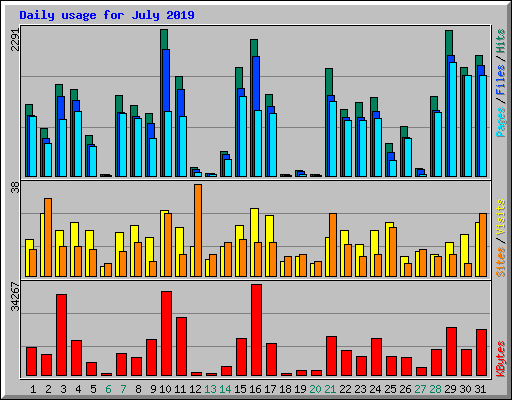 Daily usage for July 2019
2291
Pages / Files / Hits
38
Sites / Visits
34267
KBytes
1 2 3 4 5 6 7 8 9 10 11 12 13 14 15 16 17 18 19 20 21 22 23 24 25 26 27 28 29 30 31